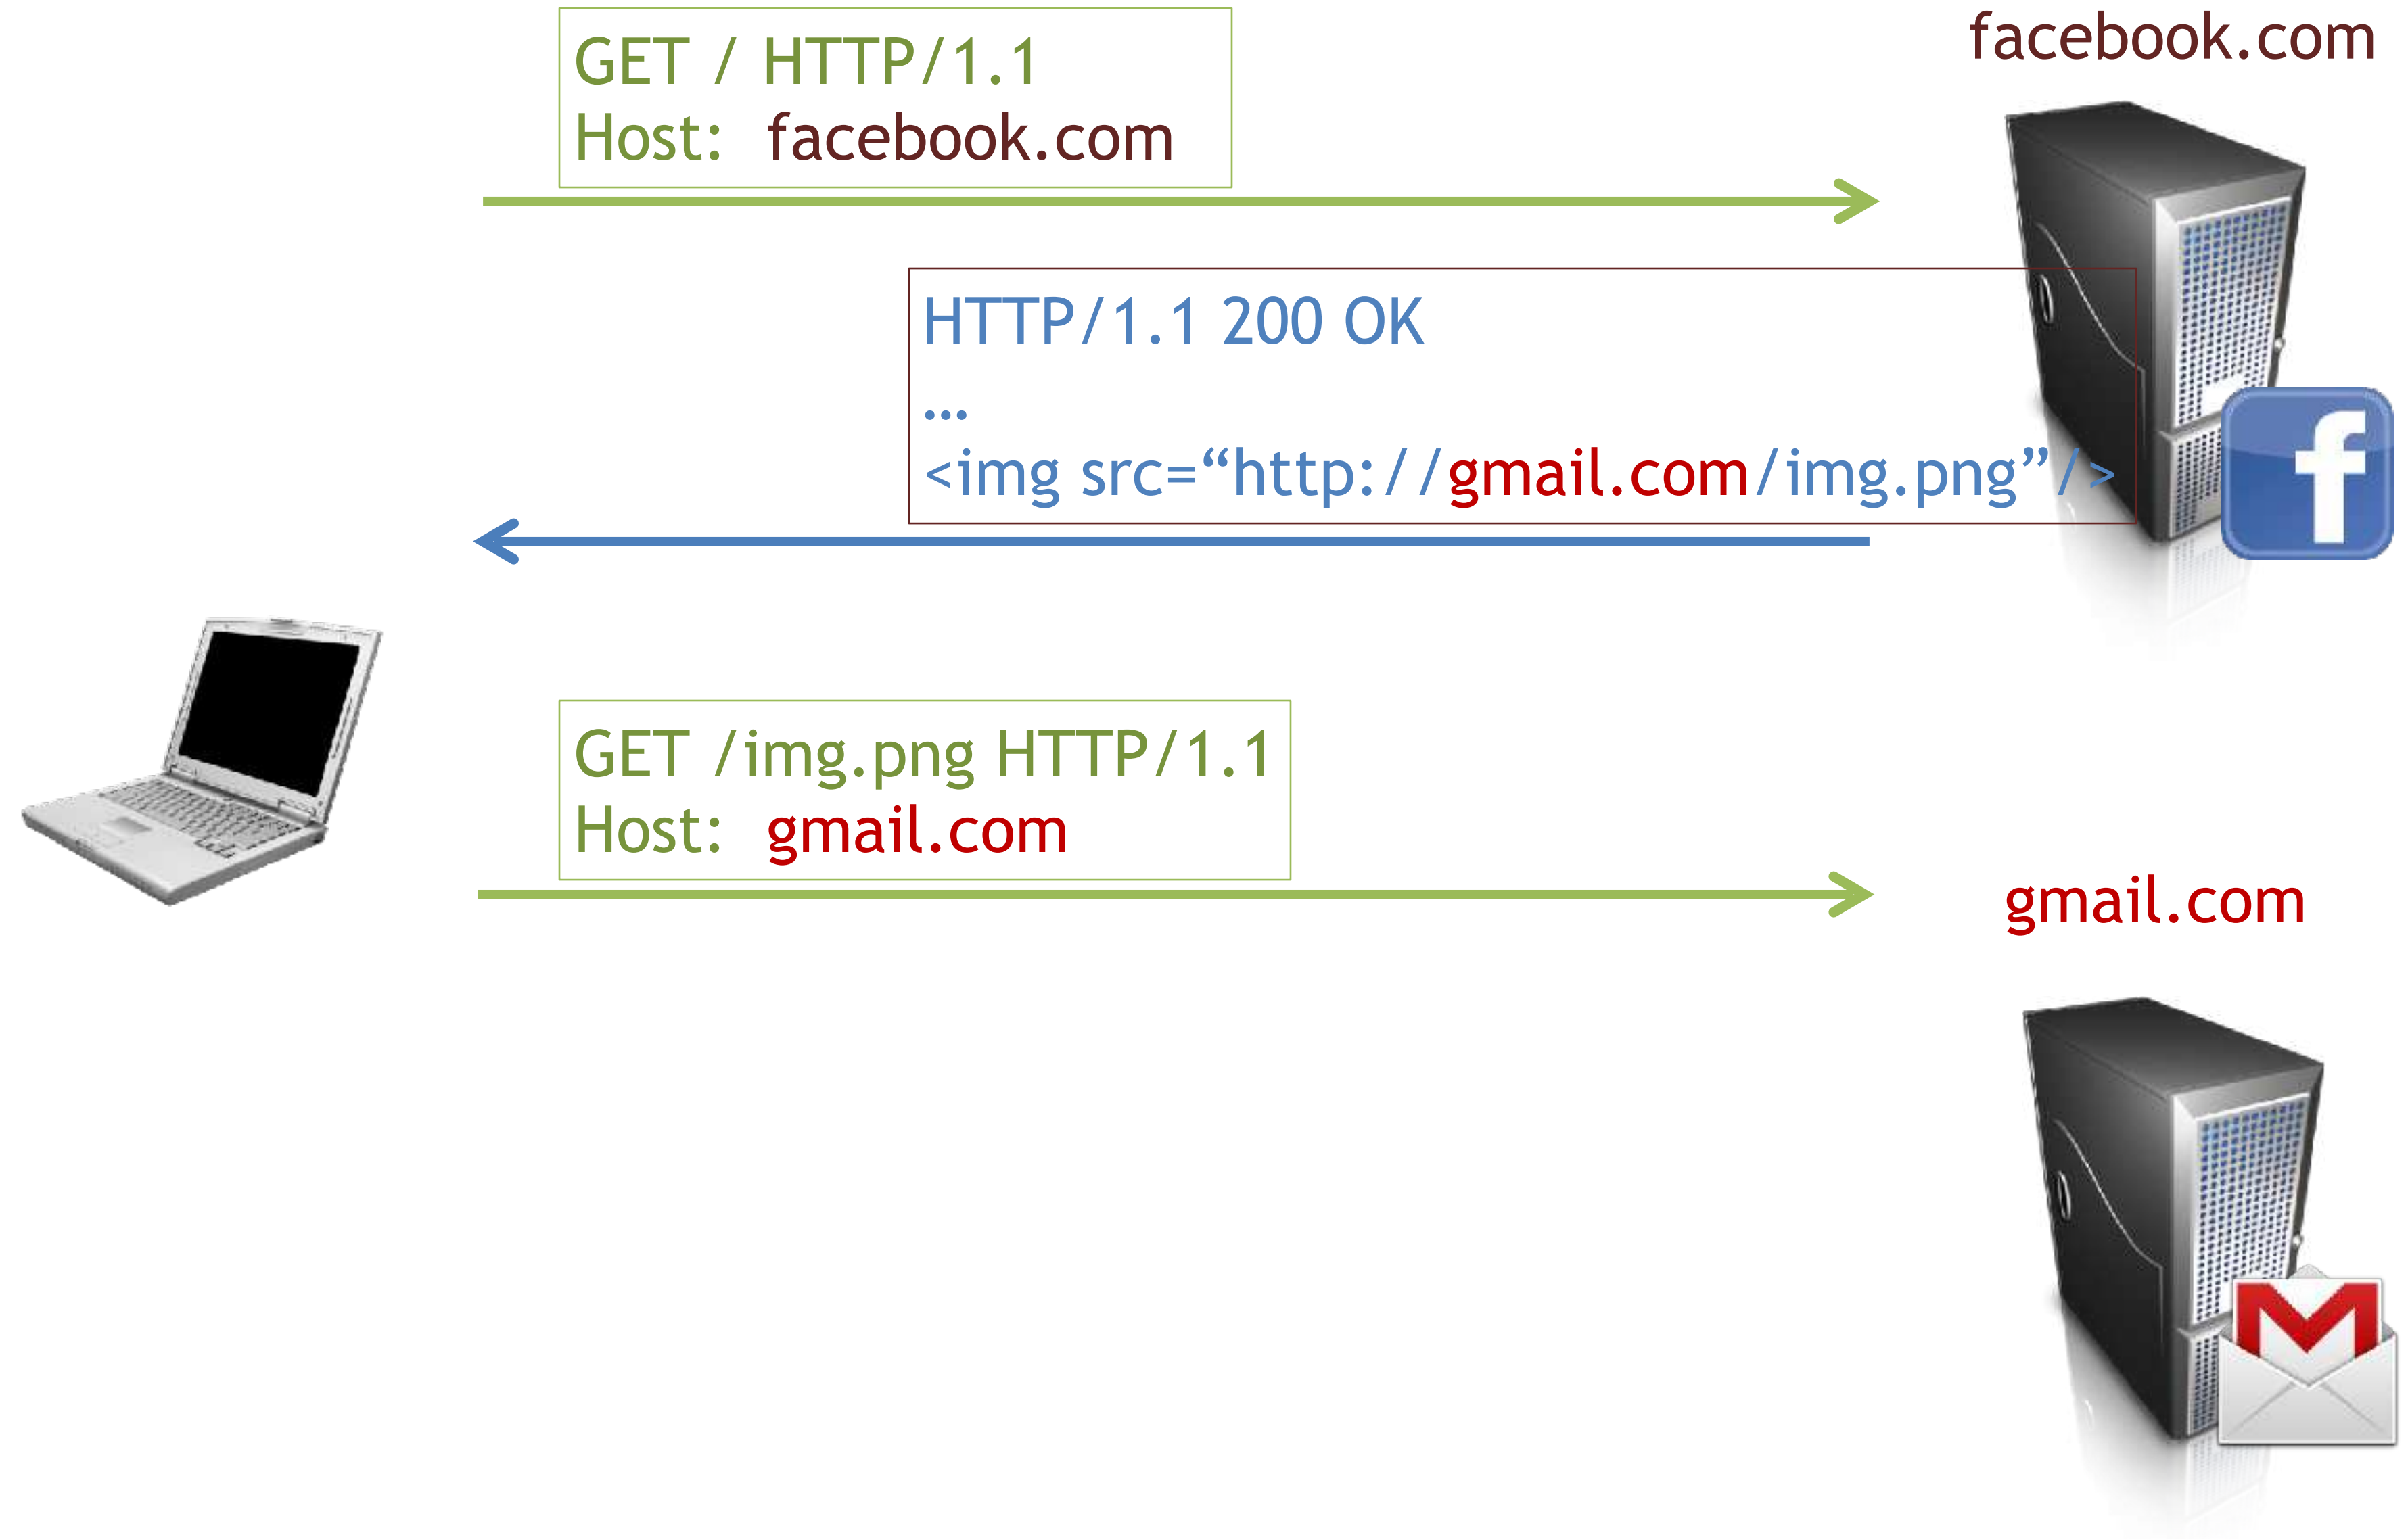 facebook.com
GET / HTTP/1.1
Host: facebook.com
HTTP/1.1 200 OK
...
<img src=“http://gmail.com/img.png”/>
f
GET /img.png HTTP/1.1
Host: gmail.com
gmail.com
M